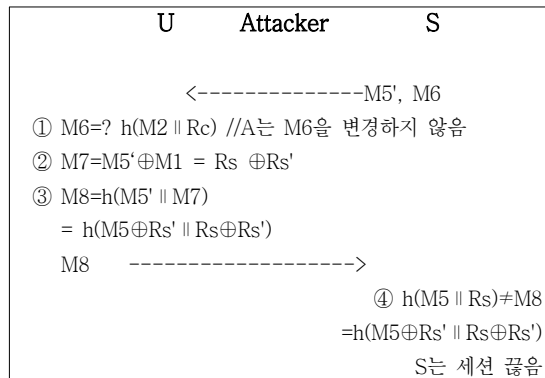 U Attacker S
<--------------M5', M6
① M6=? h(M2∥Rc) //A는 M6을 변경하지 않음
② M7=M5‘⊕M1 = Rs ⊕Rs'
③ M8=h(M5'∥M7)
= h(M5⊕Rs'∥Rs⊕Rs')
M8 ------------------->
④ h(M5∥Rs)≠M8
=h(M5⊕Rs'∥Rs⊕Rs')
S는 세션 끊음